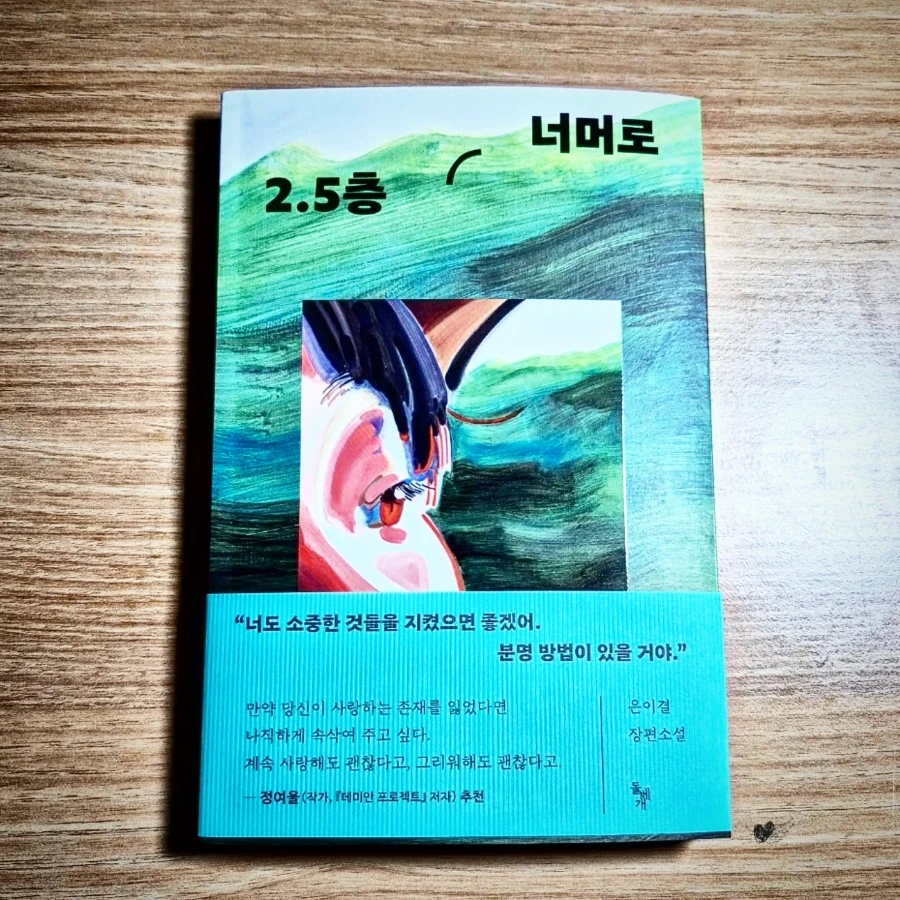 2.5층
너머로
“너도 소중한 것들을 지켰으면 좋겠어.
분명 방법이 있을 거야.”
만약 당신이 사랑하는 존재를 잃었다면
나직하게 속삭여 주고 싶다.
계속 사랑해도 괜찮다고, 그리워해도 괜찮다고.
— 정여울(작가, 『데미안 프로젝트』 저자) 추천
은이결
장편소설
돌베개